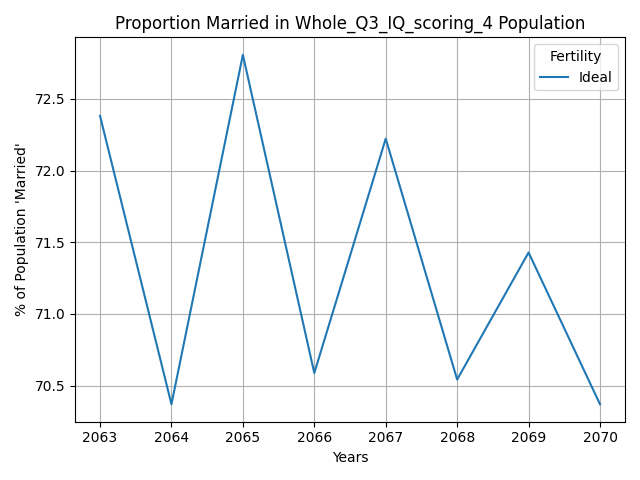 Proportion Married in Whole_Q3_IQ_scoring_4 Population
Fertility
Ideal
% of Population 'Married'
72.5
72.0
71.5
71.0
70.5
2063 2064 2065 2066 2067 2068 2069 2070
Years